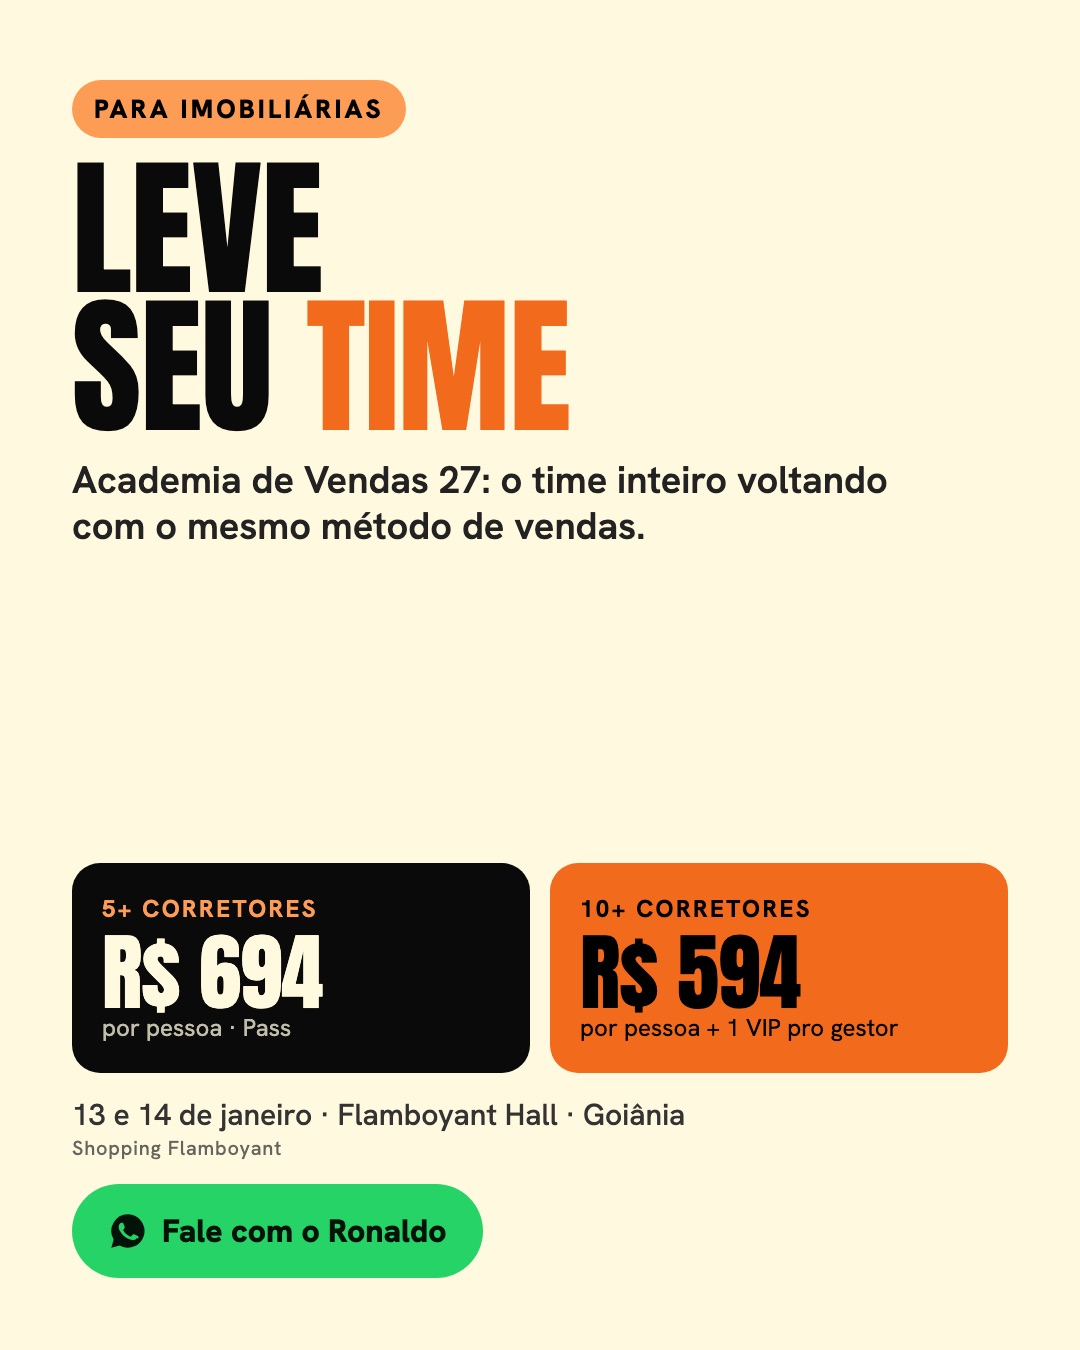 PARA IMOBILIÁRIAS
LEVE
SEU TIME
Academia de Vendas 27: o time inteiro voltando
com o mesmo método de vendas.
5+ CORRETORES
R$ 694
por pessoa · Pass
10+ CORRETORES
R$ 594
por pessoa + 1 VIP pro gestor
13 e 14 de janeiro · Flamboyant Hall · Goiânia
Shopping Flamboyant
Fale com o Ronaldo